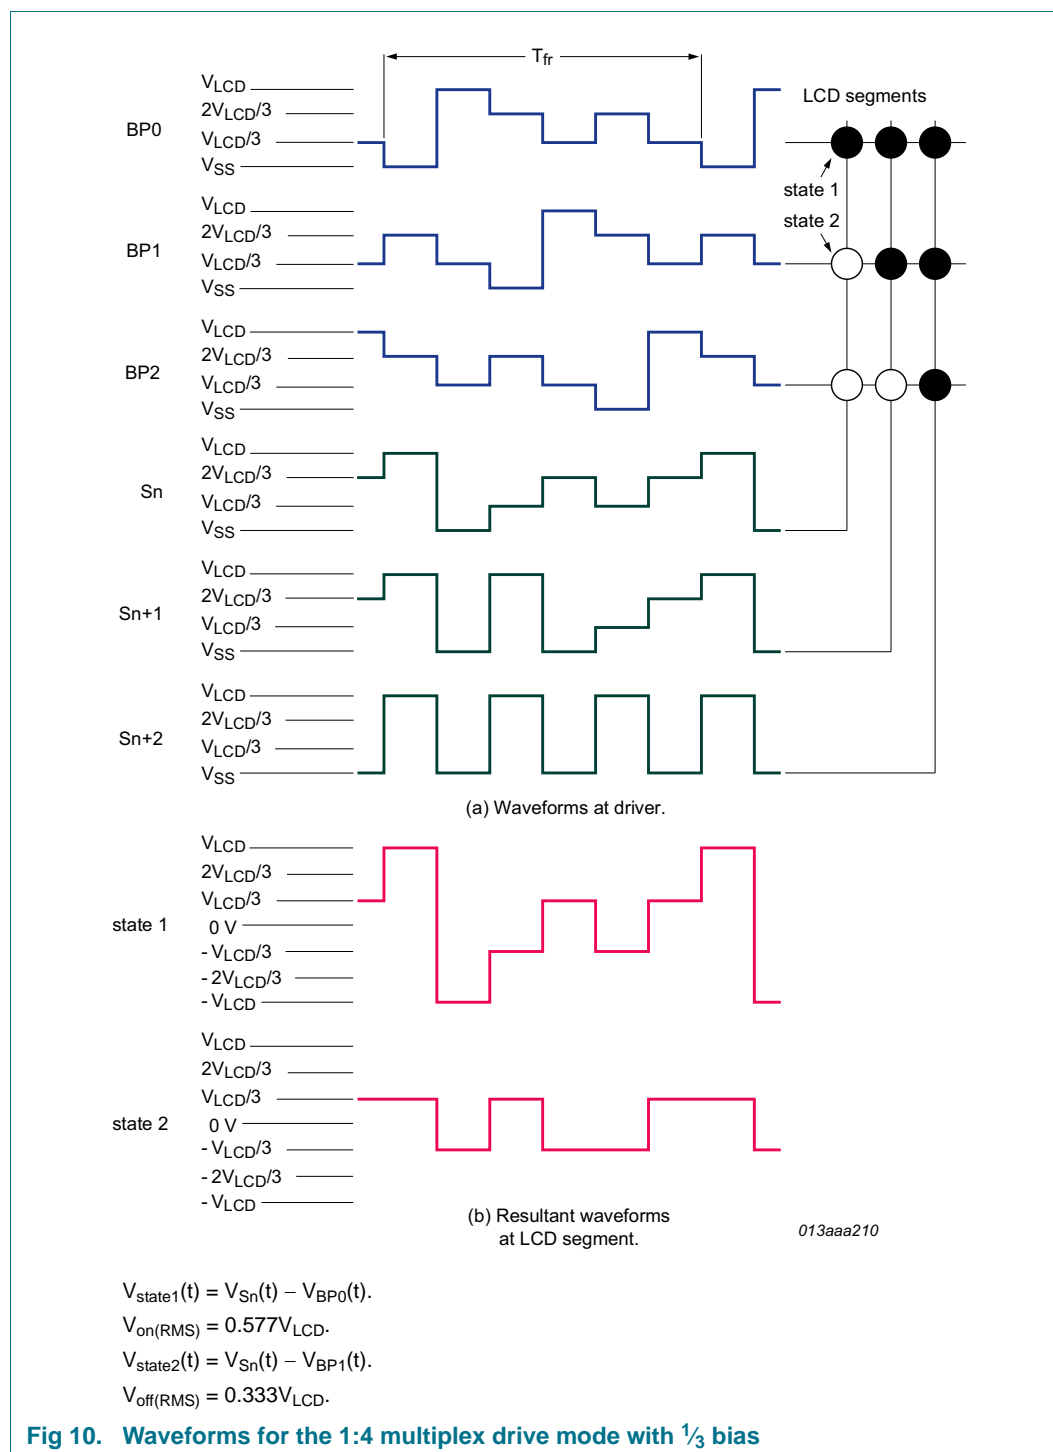 T_fr
V_LCD
2V_LCD/3
BP0
V_LCD/3
V_SS
LCD segments
state 1
V_LCD
2V_LCD/3
BP1
V_LCD/3
V_SS
state 2
V_LCD
2V_LCD/3
BP2
V_LCD/3
V_SS
V_LCD
2V_LCD/3
Sn
V_LCD/3
V_SS
V_LCD
2V_LCD/3
Sn+1
V_LCD/3
V_SS
V_LCD
2V_LCD/3
Sn+2
V_LCD/3
V_SS
(a) Waveforms at driver.
V_LCD
2V_LCD/3
V_LCD/3
state 1
0 V
- V_LCD/3
- 2V_LCD/3
- V_LCD
V_LCD
2V_LCD/3
V_LCD/3
state 2
0 V
- V_LCD/3
- 2V_LCD/3
- V_LCD
(b) Resultant waveforms
at LCD segment.
013aaa210
V_state1(t) = V_Sn(t) − V_BP0(t).
V_on(RMS) = 0.577V_LCD.
V_state2(t) = V_Sn(t) − V_BP1(t).
V_off(RMS) = 0.333V_LCD.
Fig 10. Waveforms for the 1:4 multiplex drive mode with 1⁄3 bias